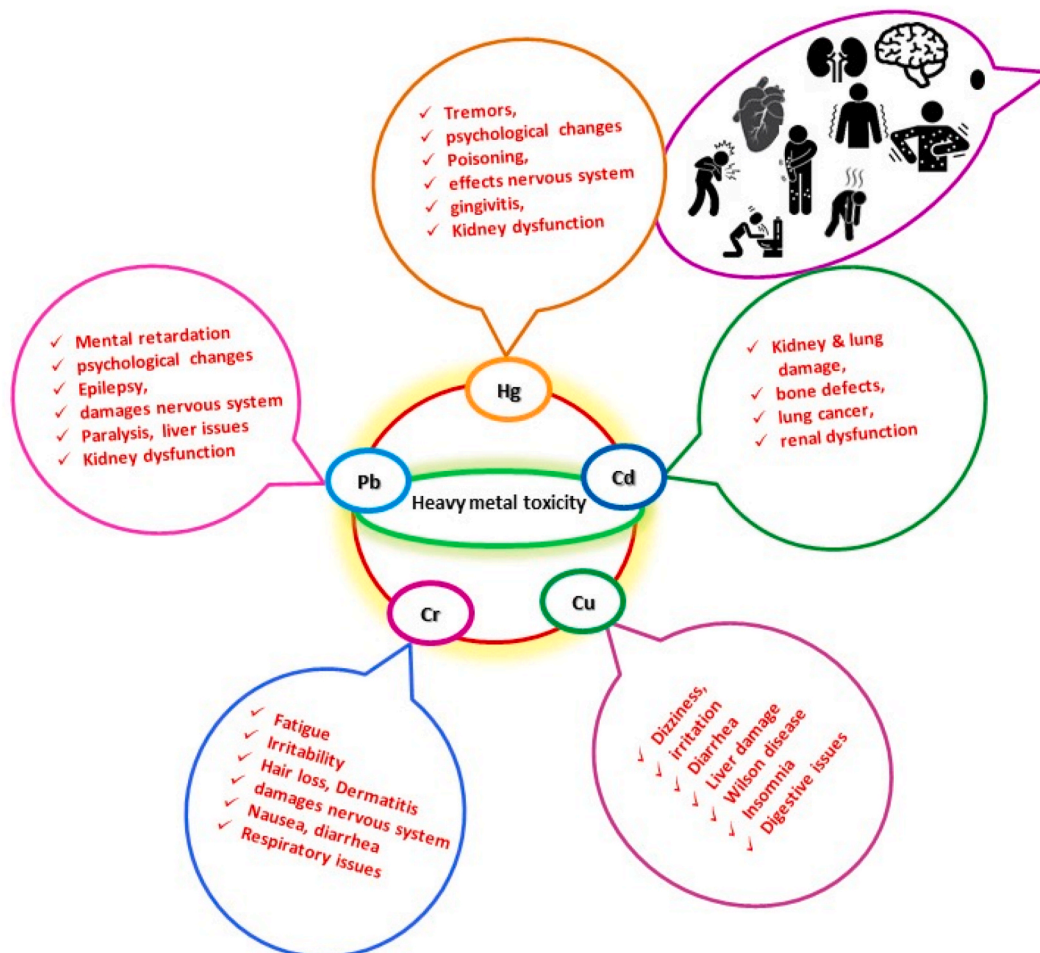 ✓ Tremors,
✓ psychological changes
✓ Poisoning,
✓ effects nervous system
✓ gingivitis,
✓ Kidney dysfunction
✓ Mental retardation
✓ psychological changes
✓ Epilepsy,
✓ damages nervous system
✓ Paralysis, liver issues
✓ Kidney dysfunction
✓ Kidney & lung
damage,
✓ bone defects,
✓ lung cancer,
✓ renal dysfunction
Hg
Pb
Cd
Heavy metal toxicity
Cr
Cu
✓ Fatigue
✓ Irritability
✓ Hair loss, Dermatitis
✓ damages nervous system
✓ Nausea, diarrhea
✓ Respiratory issues
✓ Dizziness,
✓ irritation
✓ Diarrhea
✓ Liver damage
✓ Wilson disease
✓ Insomnia
✓ Digestive issues